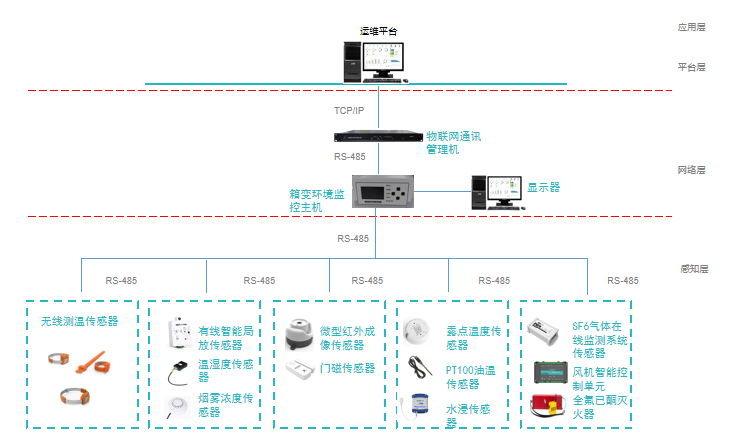 运维平台
应用层
平台层
TCP/IP
物联网通讯
管理机
RS-485
网络层
箱变环境监
控主机
显示器
RS-485
感知层
RS-485
RS-485
RS-485
RS-485
RS-485
无线测温传感器
有线智能局
放传感器
温湿度传感
器
烟雾浓度传
感器
微型红外成
像传感器
门磁传感器
露点温度传
感器
PT100油温
传感器
水浸传感
器
SF6气体在
线监测系统
传感器
风机智能控
制单元
全氟已酮灭
火器